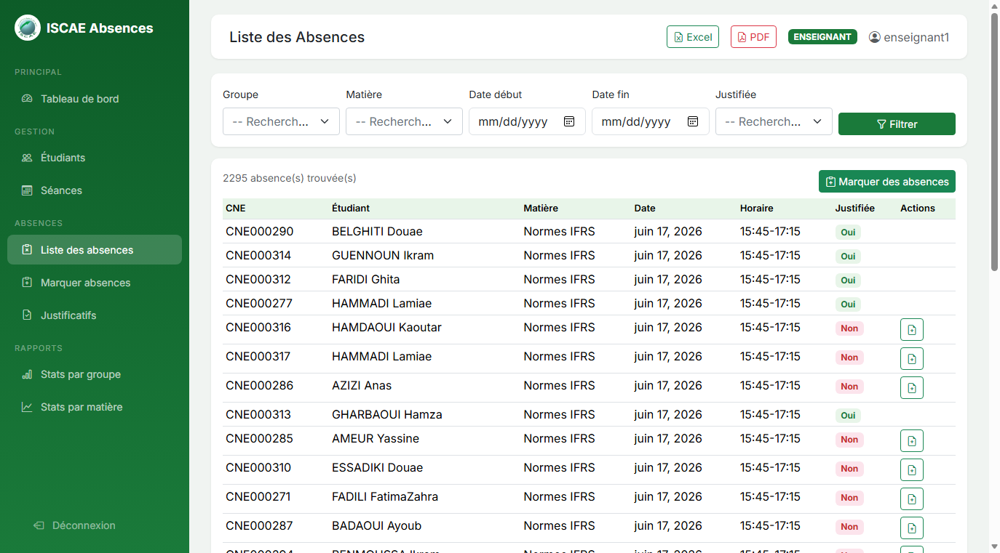 ISCAE Absences
PRINCIPAL
Tableau de bord
GESTION
Étudiants
Séances
ABSENCES
Liste des absences
Marquer absences
Justificatifs
RAPPORTS
Stats par groupe
Stats par matière
Déconnexion
Liste des Absences
Excel PDF ENSEIGNANT enseignant1
Groupe Matière Date début Date fin Justifiée
-- Recherch... -- Recherch... mm/dd/yyyy mm/dd/yyyy -- Recherch... Filtrer
2295 absence(s) trouvée(s) Marquer des absences
CNE Étudiant Matière Date Horaire Justifiée Actions
CNE000290 BELGHITI Douae Normes IFRS juin 17, 2026 15:45-17:15 Oui
CNE000314 GUENNOUN Ikram Normes IFRS juin 17, 2026 15:45-17:15 Oui
CNE000312 FARIDI Ghita Normes IFRS juin 17, 2026 15:45-17:15 Oui
CNE000277 HAMMADI Lamiae Normes IFRS juin 17, 2026 15:45-17:15 Oui
CNE000316 HAMDAOUI Kaoutar Normes IFRS juin 17, 2026 15:45-17:15 Non
CNE000317 HAMMADI Lamiae Normes IFRS juin 17, 2026 15:45-17:15 Non
CNE000286 AZIZI Anas Normes IFRS juin 17, 2026 15:45-17:15 Non
CNE000313 GHARBAOUI Hamza Normes IFRS juin 17, 2026 15:45-17:15 Oui
CNE000285 AMEUR Yassine Normes IFRS juin 17, 2026 15:45-17:15 Non
CNE000310 ESSADIKI Douae Normes IFRS juin 17, 2026 15:45-17:15 Non
CNE000271 FADILI FatimaZahra Normes IFRS juin 17, 2026 15:45-17:15 Non
CNE000287 BADAOUI Ayoub Normes IFRS juin 17, 2026 15:45-17:15 Non